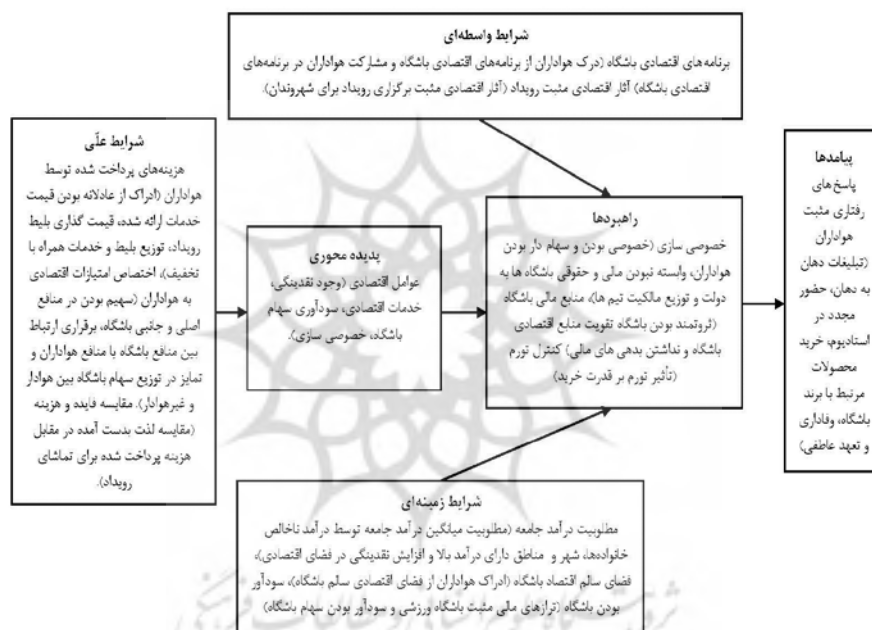 شرایط واسطه‌ای
برنامه‌های اقتصادی باشگاه (درک هواداران از برنامه‌های اقتصادی باشگاه و مشارکت هواداران در برنامه‌های
اقتصادی باشگاه) آثار اقتصادی مثبت رویداد (آثار اقتصادی مثبت برگزاری رویداد برای شهروندان).
شرایط علّی
هزینه‌های پرداخت شده توسط
هواداران (ادراک از عادلانه بودن قیمت
خدمات ارائه شده، قیمت گذاری بلیط
رویداد، توزیع بلیط و خدمات همراه با
تخفیف)، اختصاص امتیازات اقتصادی
به هواداران (سهیم بودن در منافع
اصلی و جانبی باشگاه، برقراری ارتباط
بین منافع باشگاه با منافع هواداران و
تمایز در توزیع سهام باشگاه بین هوادار
و غیرهوادار). مقایسه فایده و هزینه
(مقایسه لذت بدست آمده در مقابل
هزینه پرداخت شده برای تماشای
رویداد).
پدیده محوری
عوامل اقتصادی (وجود نقدینگی،
خدمات اقتصادی، سودآوری سهام
باشگاه، خصوصی سازی).
راهبردها
خصوصی سازی (خصوصی بودن و سهام دار بودن
هواداران، وابسته نبودن مالی و حقوقی باشگاه ها به
دولت و توزیع مالکیت تیم ها)، منابع مالی باشگاه
(ثروتمند بودن باشگاه تقویت منابع اقتصادی
باشگاه و نداشتن بدهی های مالی) کنترل تورم
(تأثیر تورم بر قدرت خرید)
پیامدها
پاسخ های
رفتاری مثبت
هواداران
(تبلیغات دهان
به دهان، حضور
مجدد در
استادیوم، خرید
محصولات
مرتبط با برند
باشگاه، وفاداری
و تعهد عاطفی)
شرایط زمینه‌ای
مطلوبیت درآمد جامعه (مطلوبیت میانگین درآمد جامعه توسط درآمد ناخالص
خانواده‌ها، شهر و مناطق دارای درآمد بالا و افزایش نقدینگی در فضای اقتصادی)،
فضای سالم اقتصاد باشگاه (ادراک هواداران از فضای اقتصادی سالم باشگاه)، سودآور
بودن باشگاه (ترازهای مالی مثبت باشگاه ورزشی و سودآور بودن سهام باشگاه)